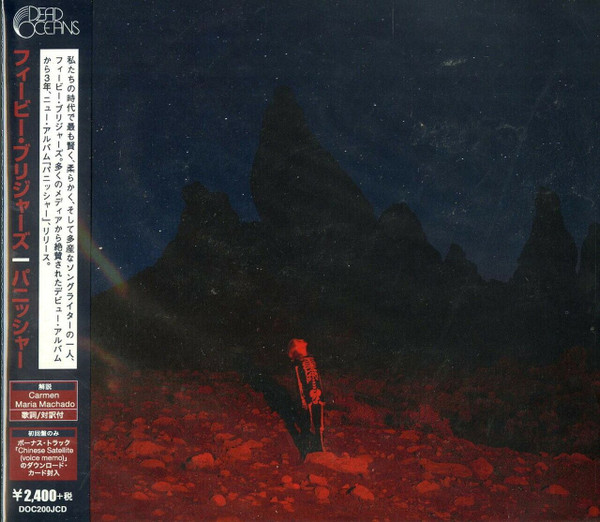 DEAD
OCEANS
フィービー・ブリジャーズ | パニッシャー
私たちの時代で最も賢く、柔らかく、そして多産なソングライターの一人、
フィービー・ブリジャーズ。多くのメディアから絶賛されたデビュー・アルバム
から3年、ニュー・アルバム「パニッシャー」、リリース。
解説
Carmen
Maria Machado
歌詞/対訳付
初回盤のみ
ボーナス・トラック
「Chinese Satellite
(voice memo)」
のダウンロード・
カード封入
¥2,400+税
DOC200JCD